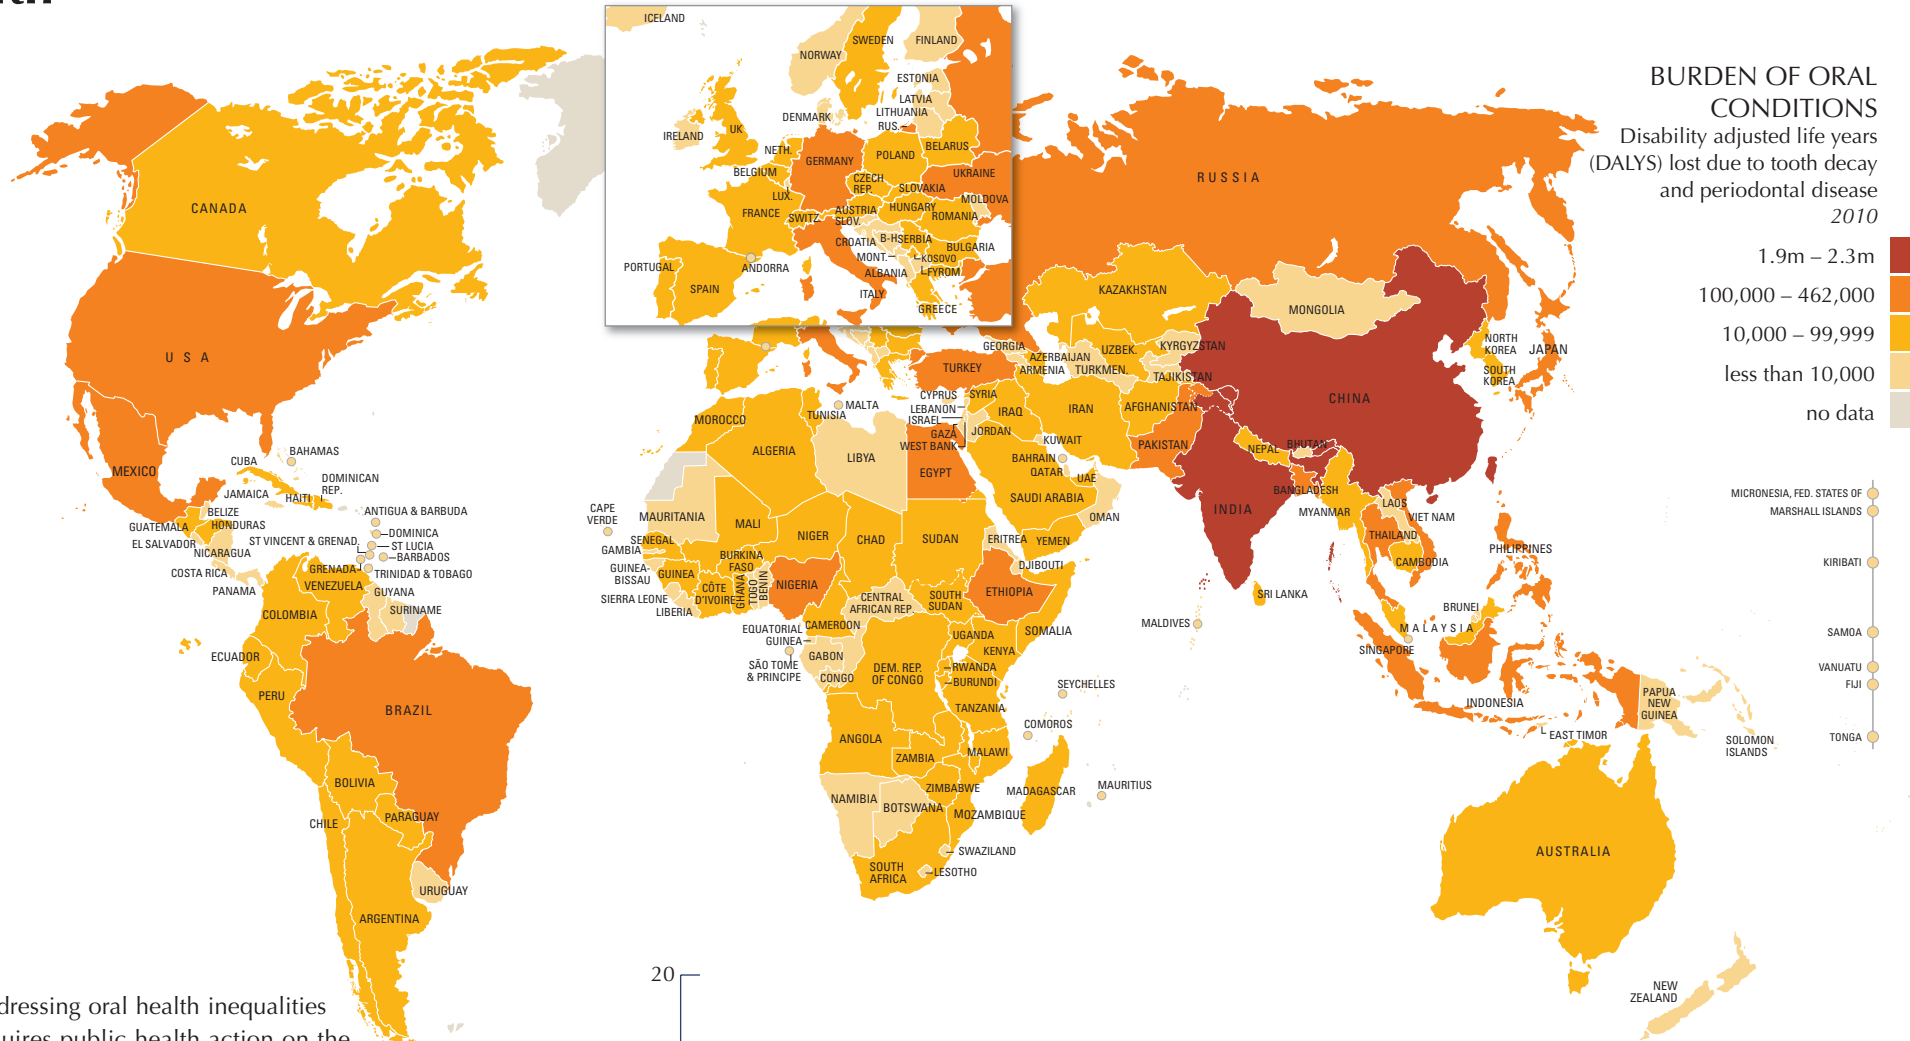 ICELAND
NORWAY
SWEDEN
FINLAND
ESTONIA
LATVIA
LITHUANIA
RUS.
DENMARK
IRELAND
UK
NETH.
BELGIUM
LUX.
GERMANY
POLAND
BELARUS
CZECH
REP.
SLOVAKIA
UKRAINE
MOLDOVA
FRANCE
SWITZ.
AUSTRIA
SLOV.
HUNGARY
ROMANIA
CROATIA
B-H
SERBIA
BULGARIA
MONT.
KOSOVO
ALBANIA
FYROM
PORTUGAL
SPAIN
ANDORRA
ITALY
GREECE
BURDEN OF ORAL
CONDITIONS
Disability adjusted life years
(DALYS) lost due to tooth decay
and periodontal disease
2010
1.9m – 2.3m
100,000 – 462,000
10,000 – 99,999
less than 10,000
no data
CANADA
USA
MEXICO
CUBA
BAHAMAS
DOMINICAN
REP.
JAMAICA
HAITI
BELIZE
GUATEMALA
HONDURAS
EL SALVADOR
NICARAGUA
COSTA RICA
PANAMA
ANTIGUA & BARBUDA
DOMINICA
ST VINCENT & GRENAD.
ST LUCIA
BARBADOS
GRENADA
TRINIDAD & TOBAGO
VENEZUELA
GUYANA
SURINAME
COLOMBIA
ECUADOR
PERU
BRAZIL
BOLIVIA
PARAGUAY
CHILE
URUGUAY
ARGENTINA
RUSSIA
KAZAKHSTAN
MONGOLIA
GEORGIA
AZERBAIJAN
ARMENIA
UZBEK.
TURKMEN.
KYRGYZSTAN
TAJIKISTAN
NORTH
KOREA
SOUTH
KOREA
JAPAN
CHINA
TURKEY
CYPRUS
SYRIA
LEBANON
ISRAEL
GAZA
WEST BANK
IRAQ
JORDAN
IRAN
AFGHANISTAN
PAKISTAN
KUWAIT
BAHRAIN
QATAR
UAE
SAUDI ARABIA
OMAN
YEMEN
NEPAL
BHUTAN
BANGLADESH
INDIA
MYANMAR
LAOS
VIET NAM
THAILAND
CAMBODIA
PHILIPPINES
SRI LANKA
MALDIVES
BRUNEI
MALAYSIA
SINGAPORE
INDONESIA
EAST TIMOR
PAPUA
NEW
GUINEA
SOLOMON
ISLANDS
MICRONESIA, FED. STATES OF
MARSHALL ISLANDS
KIRIBATI
SAMOA
VANUATU
FIJI
TONGA
AUSTRALIA
NEW
ZEALAND
MALTA
MOROCCO
TUNISIA
ALGERIA
LIBYA
EGYPT
CAPE
VERDE
MAURITANIA
MALI
NIGER
CHAD
SUDAN
ERITREA
DJIBOUTI
SENEGAL
GAMBIA
GUINEA-
BISSAU
GUINEA
SIERRA LEONE
LIBERIA
CÔTE
D'IVOIRE
BURKINA
FASO
GHANA
TOGO
BENIN
NIGERIA
CENTRAL
AFRICAN REP.
SOUTH
SUDAN
ETHIOPIA
SOMALIA
EQUATORIAL
GUINEA
CAMEROON
SÃO TOME
& PRINCIPE
GABON
CONGO
DEM. REP.
OF CONGO
UGANDA
KENYA
RWANDA
BURUNDI
TANZANIA
SEYCHELLES
COMOROS
ANGOLA
ZAMBIA
MALAWI
ZIMBABWE
MOZAMBIQUE
MADAGASCAR
MAURITIUS
NAMIBIA
BOTSWANA
SWAZILAND
LESOTHO
SOUTH
AFRICA
20
dressing oral health inequalities
uires public health action on the